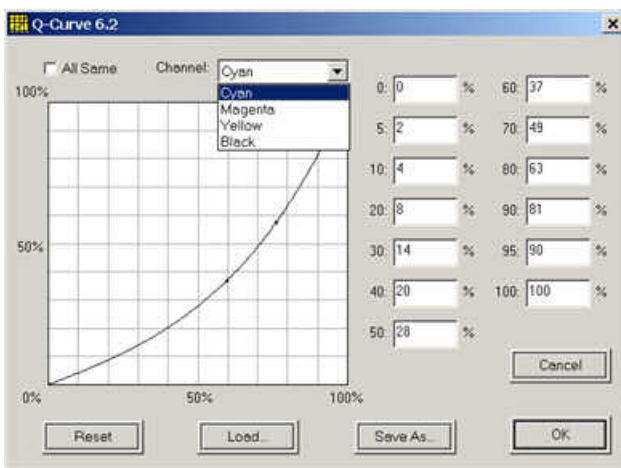 Q-Curve 6.2
All Same
Channel: Cyan
Cyan
Magenta
Yellow
Black
100%
50%
0%
50%
100%
0: 0 %
5: 2 %
10: 4 %
20: 8 %
30: 14 %
40: 20 %
50: 28 %
60: 37 %
70: 49 %
80: 63 %
90: 81 %
95: 90 %
100: 100 %
Cancel
Reset
Load...
Save As...
OK